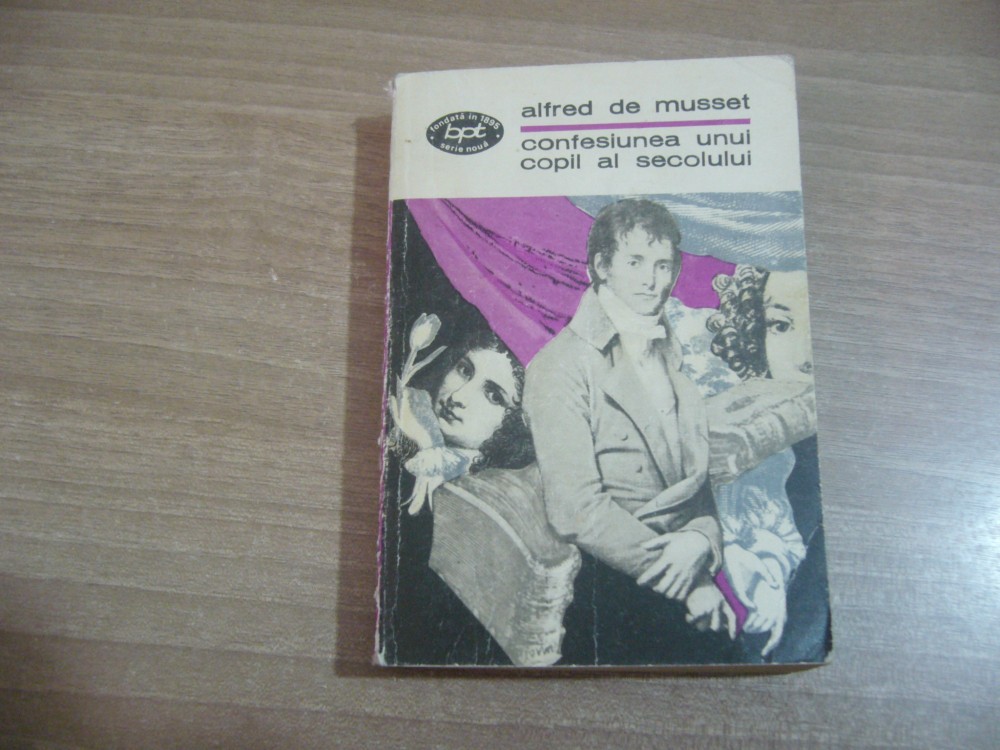 alfred de musset
confesiunea unui
copil al secolului
fondată în 1895
bpt
serie nouă